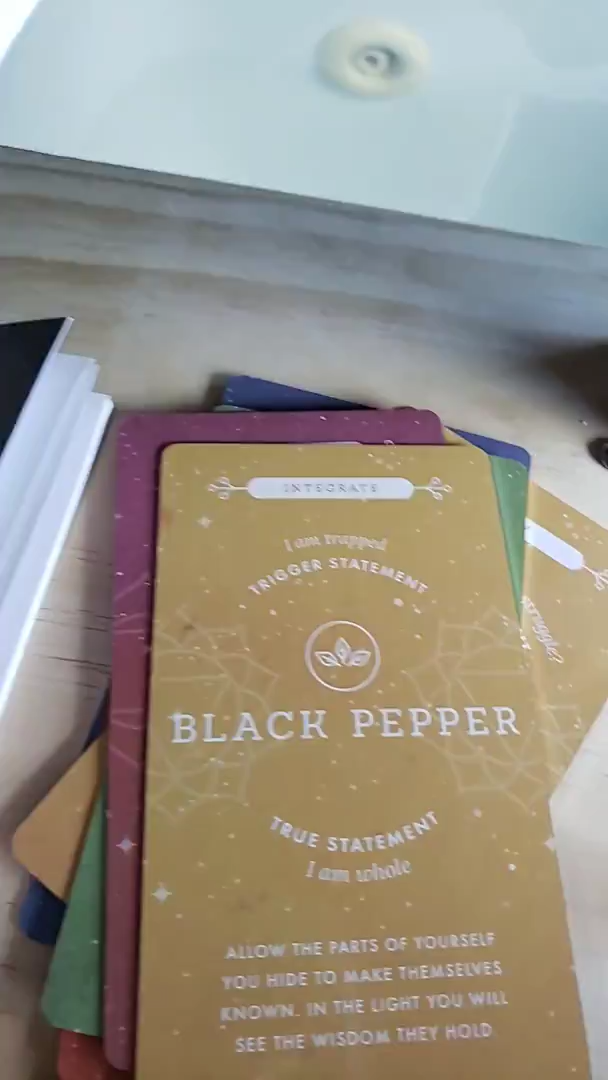 INTEGRATE
I am trapped
TRIGGER STATEMENT
BLACK PEPPER
TRUE STATEMENT
I am whole
ALLOW THE PARTS OF YOURSELF
YOU HIDE TO MAKE THEMSELVES
KNOWN. IN THE LIGHT YOU WILL
SEE THE WISDOM THEY HOLD
struggle?